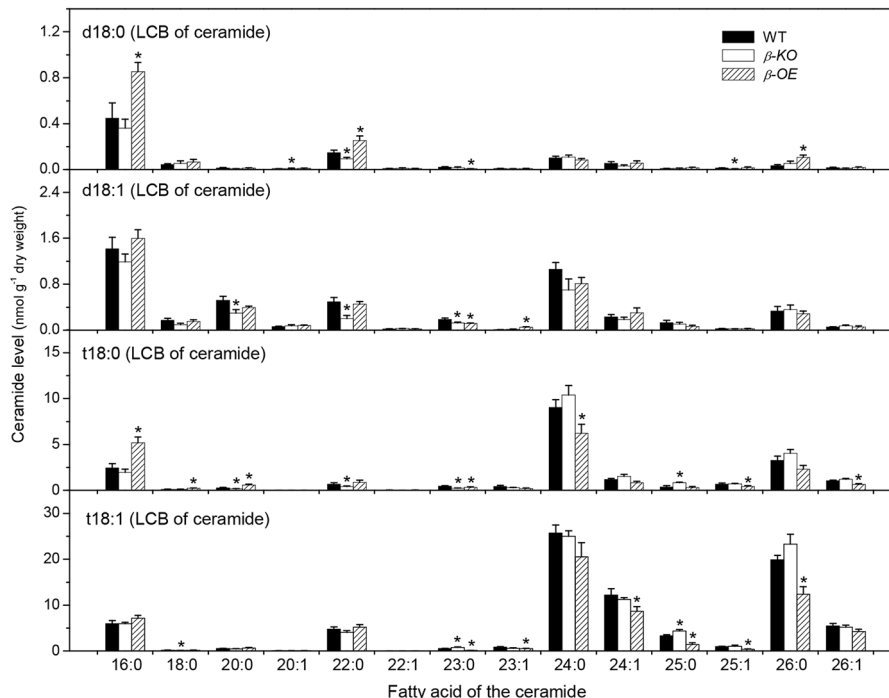 1.2
d18:0 (LCB of ceramide)
WT
β-KO
β-OE
0.8
0.4
0.0
* * * * * * *
2.4
d18:1 (LCB of ceramide)
1.6
0.8
0.0
* * * * *
15
t18:0 (LCB of ceramide)
10
5
0
* * * * * * * * * * *
30
t18:1 (LCB of ceramide)
20
10
0
* * * * * * * *
16:0 18:0 20:0 20:1 22:0 22:1 23:0 23:1 24:0 24:1 25:0 25:1 26:0 26:1
Fatty acid of the ceramide
Ceramide level (nmol g⁻¹ dry weight)